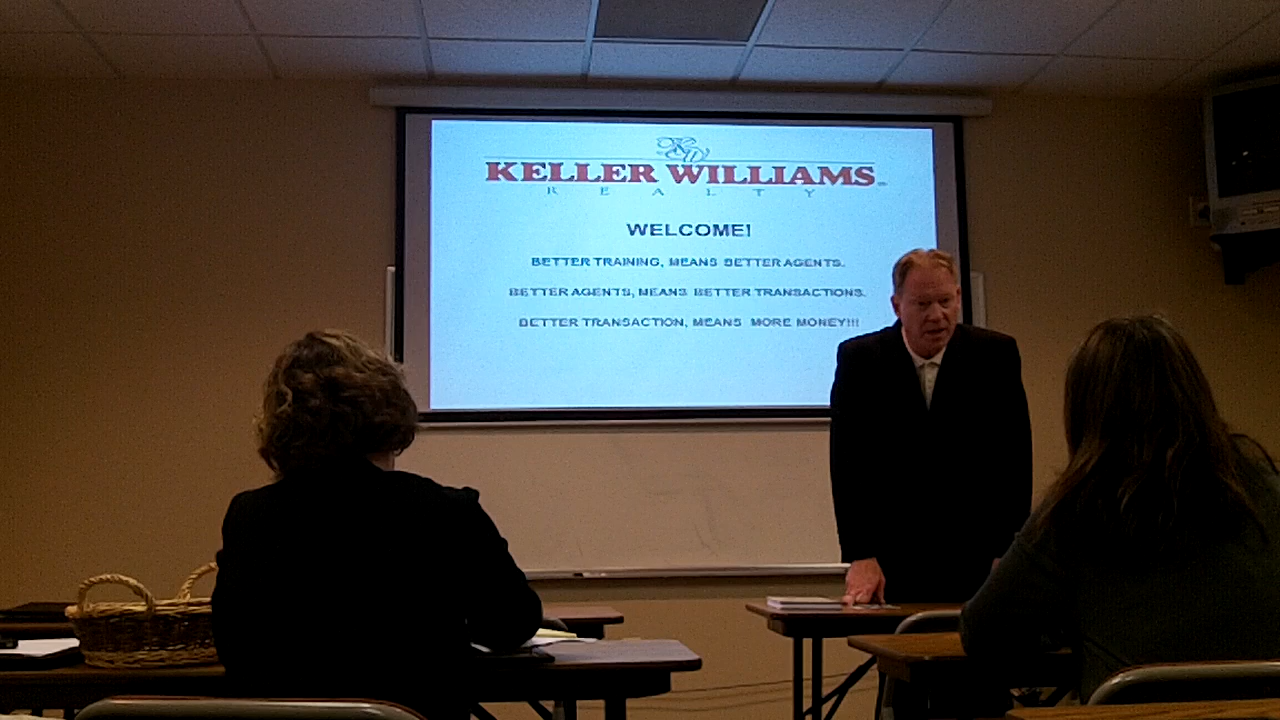 KW
KELLER WILLIAMS
REALTY
WELCOME!
BETTER TRAINING, MEANS BETTER AGENTS.
BETTER AGENTS, MEANS BETTER TRANSACTIONS.
BETTER TRANSACTION, MEANS MORE MONEY!!!